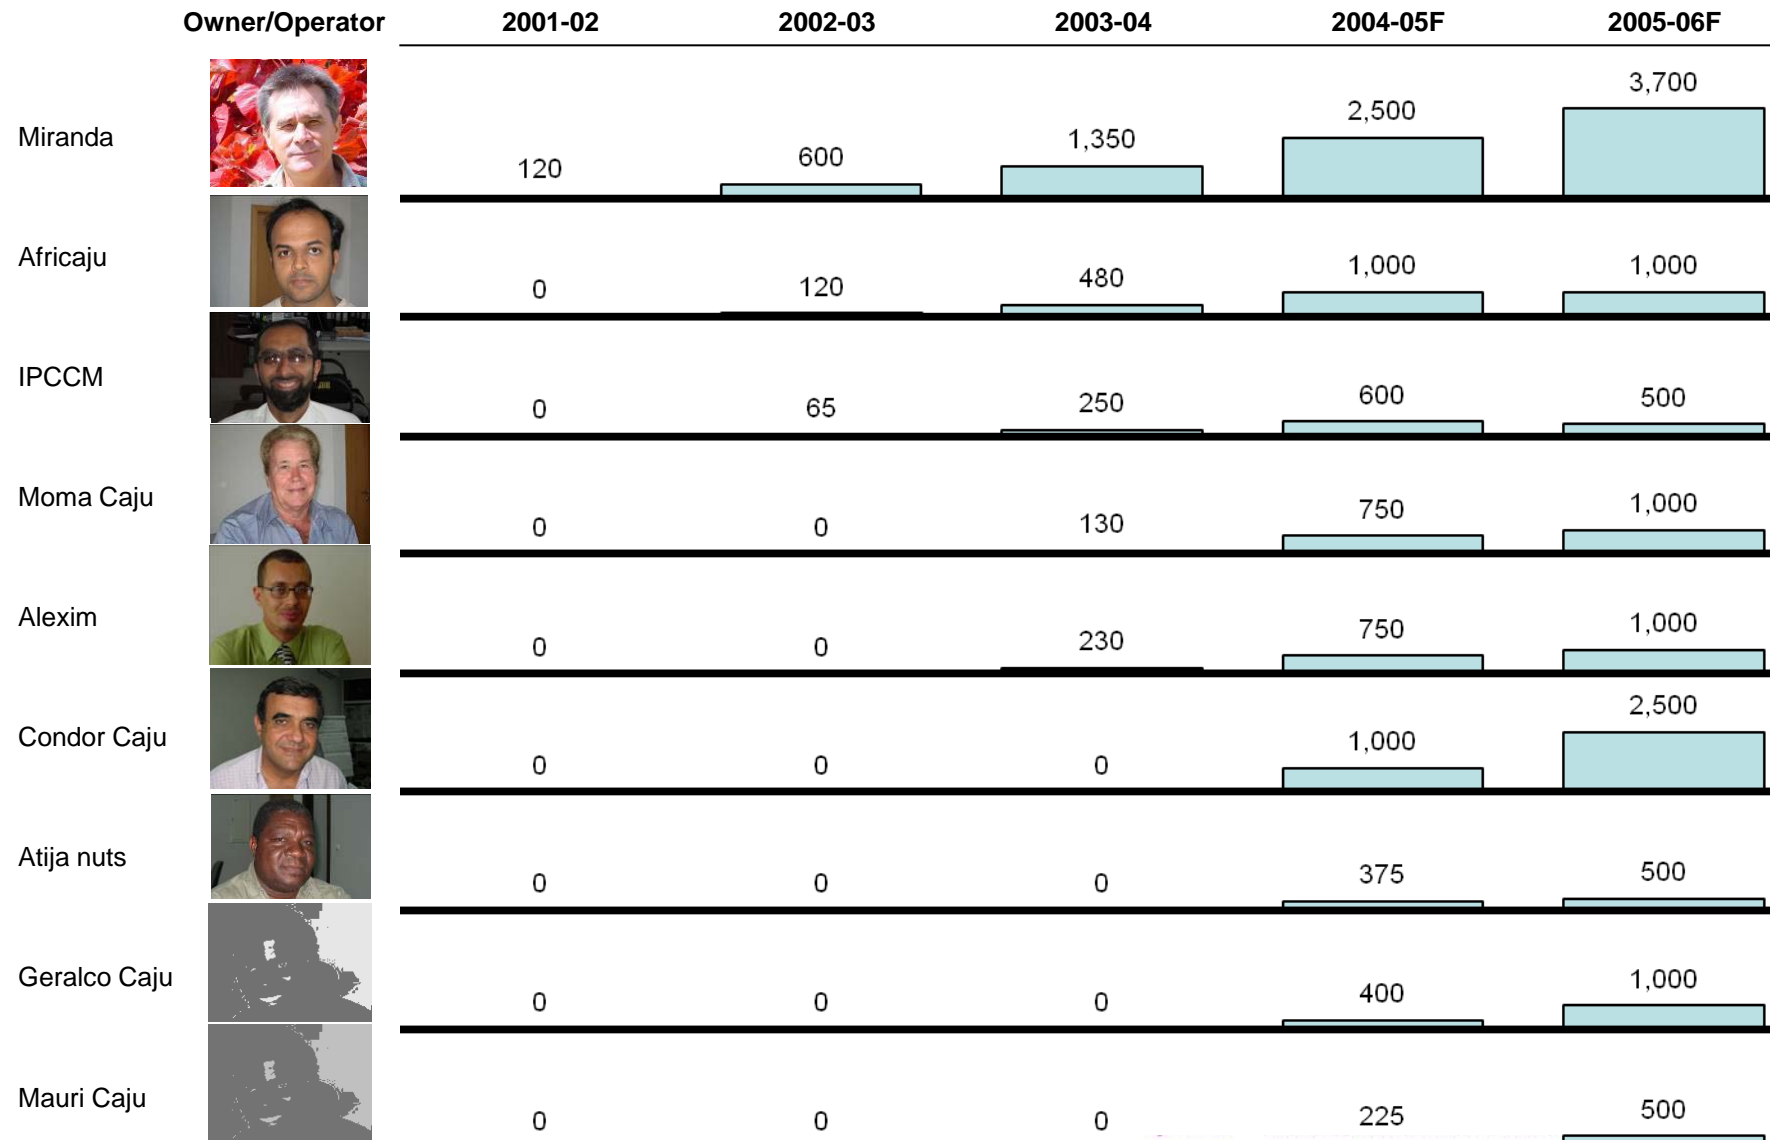 Owner/Operator 2001-02 2002-03 2003-04 2004-05F 2005-06F
Miranda 120 600 1,350 2,500 3,700
Africaju 0 120 480 1,000 1,000
IPCCM 0 65 250 600 500
Moma Caju 0 0 130 750 1,000
Alexim 0 0 230 750 1,000
Condor Caju 0 0 0 1,000 2,500
Atija nuts 0 0 0 375 500
Geralco Caju 0 0 0 400 1,000
Mauri Caju 0 0 0 225 500